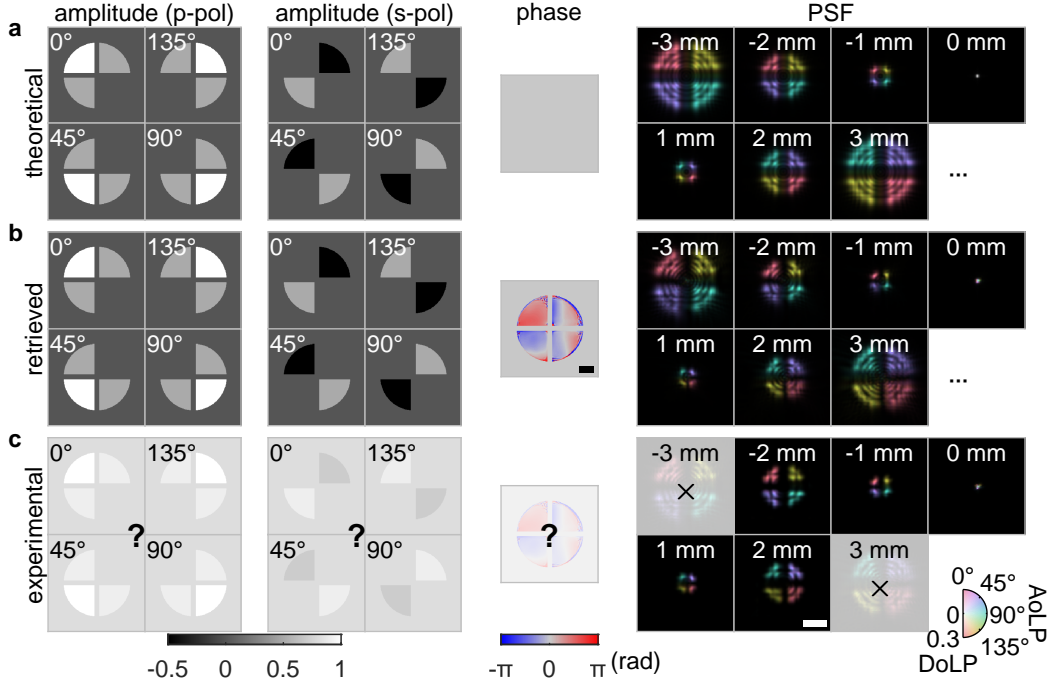 amplitude (p-pol) amplitude (s-pol) phase PSF
a
theoretical
0° 135° 0° 135° -3 mm -2 mm -1 mm 0 mm
45° 90° 45° 90° 1 mm 2 mm 3 mm ...
b
retrieved
0° 135° 0° 135° -3 mm -2 mm -1 mm 0 mm
45° 90° 45° 90° 1 mm 2 mm 3 mm ...
c
experimental
0° 135° 0° 135° -3 mm -2 mm -1 mm 0 mm
? ? ? ×
45° 90° 45° 90° 1 mm 2 mm 3 mm
×
0° 45°
0 90°
0.3 135°
AoLP
DoLP
-0.5 0 0.5 1
-π 0 π (rad)